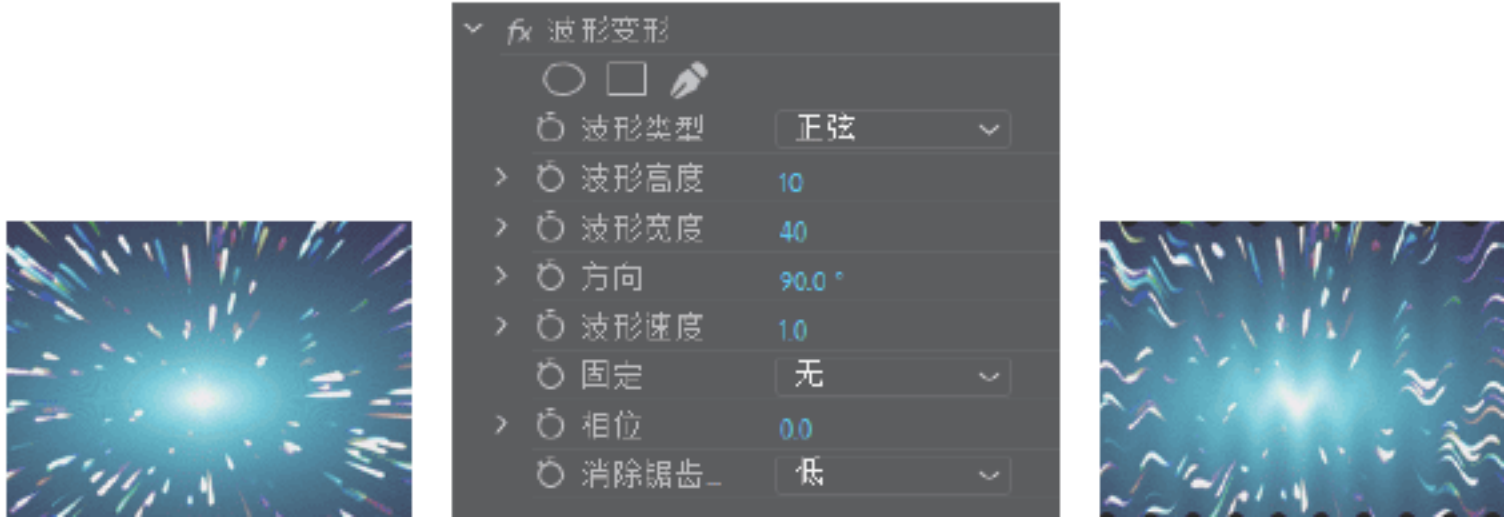 fx 波形变形
波形类型 正弦
波形高度 10
波形宽度 40
方向 90.0 °
波形速度 1.0
固定 无
相位 0.0
消除锯齿_ 低